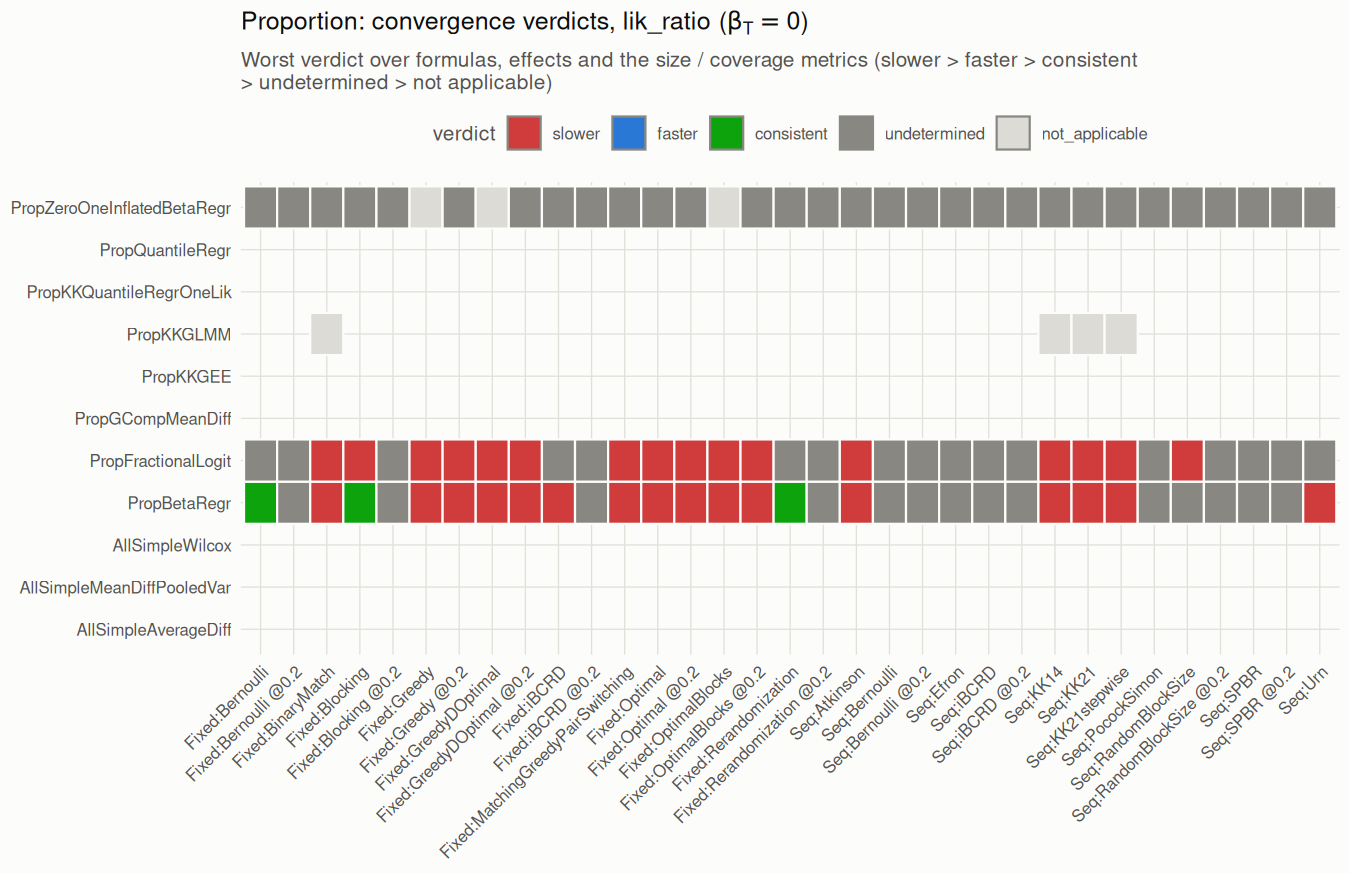 Proportion: convergence verdicts, lik_ratio (βT = 0)
Worst verdict over formulas, effects and the size / coverage metrics (slower > faster > consistent
> undetermined > not applicable)
verdict slower faster consistent undetermined not_applicable
PropZeroOneInflatedBetaRegr
PropQuantileRegr
PropKKQuantileRegrOneLik
PropKKGLMM
PropKKGEE
PropGCompMeanDiff
PropFractionalLogit
PropBetaRegr
AllSimpleWilcox
AllSimpleMeanDiffPooledVar
AllSimpleAverageDiff
Fixed:Bernoulli
Fixed:Bernoulli @0.2
Fixed:BinaryMatch
Fixed:Blocking
Fixed:Blocking @0.2
Fixed:Greedy
Fixed:Greedy @0.2
Fixed:GreedyDOptimal
Fixed:GreedyDOptimal @0.2
Fixed:iBCRD
Fixed:iBCRD @0.2
Fixed:MatchingGreedyPairSwitching
Fixed:Optimal
Fixed:Optimal @0.2
Fixed:OptimalBlocks
Fixed:OptimalBlocks @0.2
Fixed:Rerandomization
Fixed:Rerandomization @0.2
Seq:Atkinson
Seq:Bernoulli
Seq:Bernoulli @0.2
Seq:Efron
Seq:iBCRD
Seq:iBCRD @0.2
Seq:KK14
Seq:KK21
Seq:KK21stepwise
Seq:PocockSimon
Seq:RandomBlockSize
Seq:RandomBlockSize @0.2
Seq:SPBR
Seq:SPBR @0.2
Seq:Urn